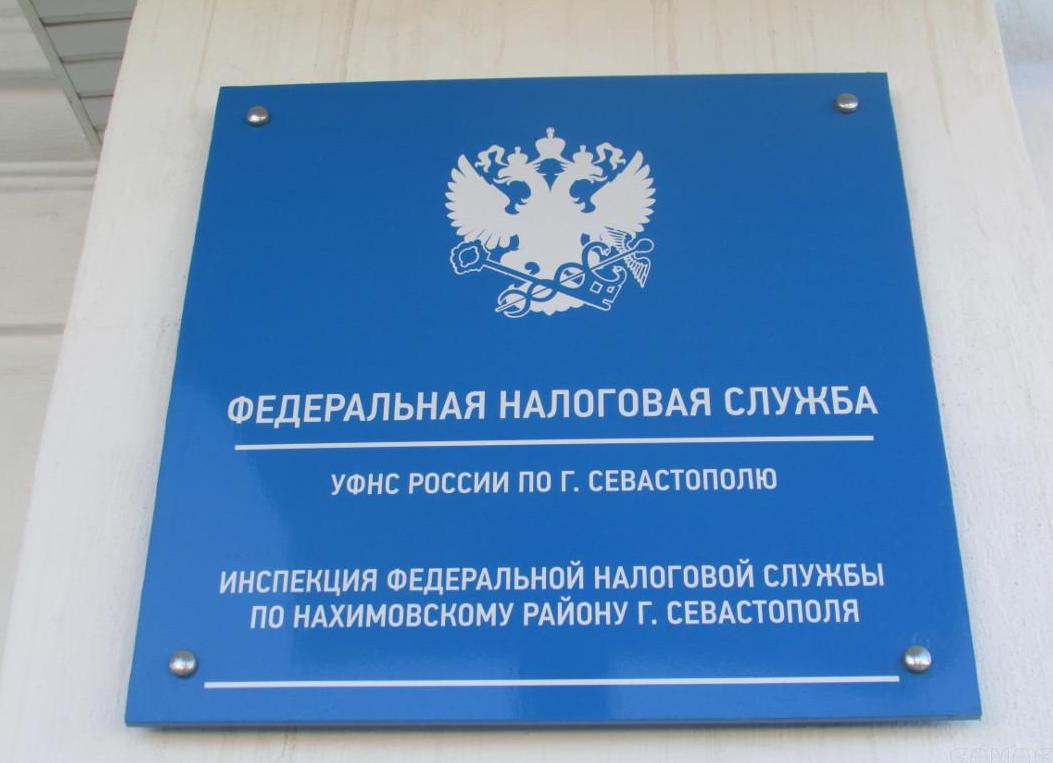 ФЕДЕРАЛЬНАЯ НАЛОГОВАЯ СЛУЖБА
УФНС РОССИИ ПО Г. СЕВАСТОПОЛЮ
ИНСПЕКЦИЯ ФЕДЕРАЛЬНОЙ НАЛОГОВОЙ СЛУЖБЫ
ПО НАХИМОВСКОМУ РАЙОНУ Г. СЕВАСТОПОЛЯ